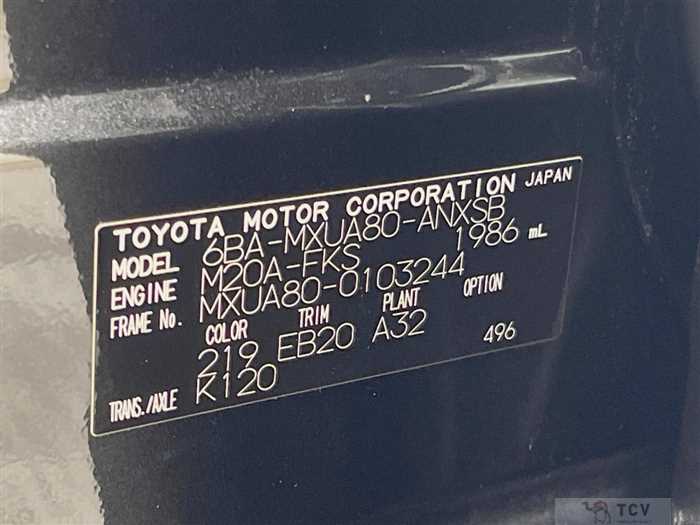 TOYOTA MOTOR CORPORATION JAPAN
MODEL 6BA-MXUA80-ANXSB
ENGINE M20A-FKS 1986 mL
FRAME No. MXUA80-0103244
COLOR TRIM PLANT OPTION
219 EB20 A32 496
TRANS./AXLE K120
TCV